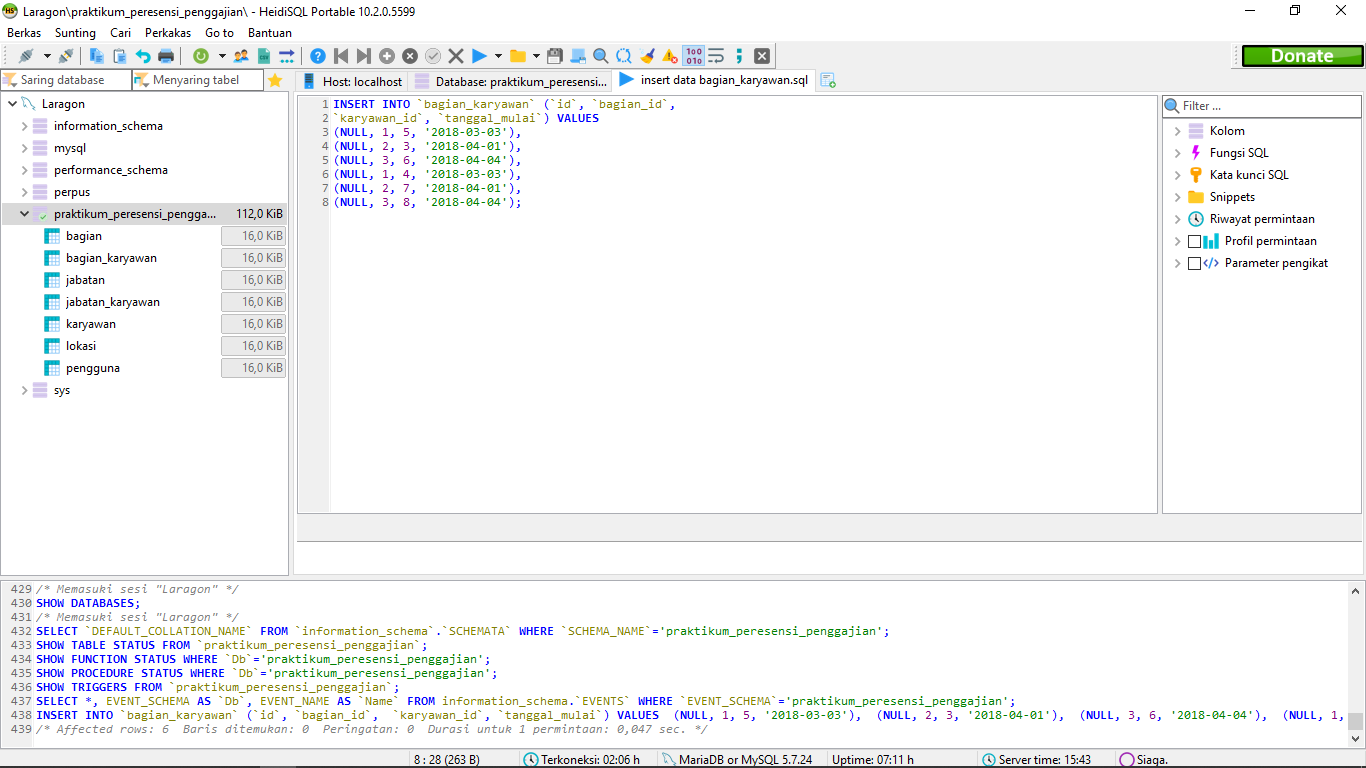 HS Laragon\praktikum_peresensi_penggajian\ - HeidiSQL Portable 10.2.0.5599
Berkas Sunting Cari Perkakas Go to Bantuan
Donate
Saring database Menyaring tabel
Host: localhost Database: praktikum_peresensi... insert data bagian_karyawan.sql
Laragon
information_schema
mysql
performance_schema
perpus
praktikum_peresensi_pengga... 112,0 KiB
bagian 16,0 KiB
bagian_karyawan 16,0 KiB
jabatan 16,0 KiB
jabatan_karyawan 16,0 KiB
karyawan 16,0 KiB
lokasi 16,0 KiB
pengguna 16,0 KiB
sys
1 INSERT INTO `bagian_karyawan` (`id`, `bagian_id`,
2 `karyawan_id`, `tanggal_mulai`) VALUES
3 (NULL, 1, 5, '2018-03-03'),
4 (NULL, 2, 3, '2018-04-01'),
5 (NULL, 3, 6, '2018-04-04'),
6 (NULL, 1, 4, '2018-03-03'),
7 (NULL, 2, 7, '2018-04-01'),
8 (NULL, 3, 8, '2018-04-04');
Filter ...
Kolom
Fungsi SQL
Kata kunci SQL
Snippets
Riwayat permintaan
Profil permintaan
Parameter pengikat
429 /* Memasuki sesi "Laragon" */
430 SHOW DATABASES;
431 /* Memasuki sesi "Laragon" */
432 SELECT `DEFAULT_COLLATION_NAME` FROM `information_schema`.`SCHEMATA` WHERE `SCHEMA_NAME`='praktikum_peresensi_penggajian';
433 SHOW TABLE STATUS FROM `praktikum_peresensi_penggajian`;
434 SHOW FUNCTION STATUS WHERE `Db`='praktikum_peresensi_penggajian';
435 SHOW PROCEDURE STATUS WHERE `Db`='praktikum_peresensi_penggajian';
436 SHOW TRIGGERS FROM `praktikum_peresensi_penggajian`;
437 SELECT *, EVENT_SCHEMA AS `Db`, EVENT_NAME AS `Name` FROM information_schema.`EVENTS` WHERE `EVENT_SCHEMA`='praktikum_peresensi_penggajian';
438 INSERT INTO `bagian_karyawan` (`id`, `bagian_id`,  `karyawan_id`, `tanggal_mulai`) VALUES  (NULL, 1, 5, '2018-03-03'),  (NULL, 2, 3, '2018-04-01'),  (NULL, 3, 6, '2018-04-04'),  (NULL, 1,
439 /* Affected rows: 6  Baris ditemukan: 0  Peringatan: 0  Durasi untuk 1 permintaan: 0,047 sec. */
8 : 28 (263 B) Terkoneksi: 02:06 h MariaDB or MySQL 5.7.24 Uptime: 07:11 h Server time: 15:43 Siaga.